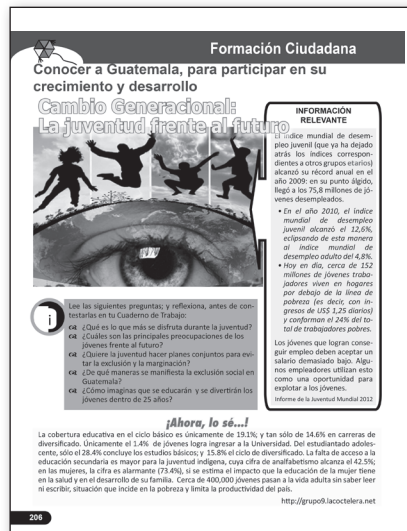 Formación Ciudadana
Conocer a Guatemala, para participar en su
crecimiento y desarrollo
Cambio Generacional:
La juventud frente al futuro
INFORMACIÓN
RELEVANTE
El índice mundial de desem-
pleo juvenil (que ya ha dejado
atrás los índices correspon-
dientes a otros grupos etarios)
alcanzó su récord anual en el
año 2009: en su punto álgido,
llegó a los 75,8 millones de jó-
venes desempleados.
• En el año 2010, el índice
mundial de desempleo
juvenil alcanzó el 12,6%,
eclipsando de esta manera
al índice mundial de
desempleo adulto del 4,8%.
• Hoy en día, cerca de 152
millones de jóvenes traba-
jadores viven en hogares
por debajo de la línea de
pobreza (es decir, con in-
gresos de US$ 1,25 diarios)
y conforman el 24% del to-
tal de trabajadores pobres.
Los jóvenes que logran conse-
guir empleo deben aceptar un
salario demasiado bajo. Algu-
nos empleadores utilizan esto
como una oportunidad para
explotar a los jóvenes.
Informe de la Juventud Mundial 2012
i
Lee las siguientes preguntas; y reflexiona, antes de con-
testarlas en tu Cuaderno de Trabajo:
¿Qué es lo que más se disfruta durante la juventud?
¿Cuáles son las principales preocupaciones de los
jóvenes frente al futuro?
¿Quiere la juventud hacer planes conjuntos para evi-
tar la exclusión y la marginación?
¿De qué maneras se manifiesta la exclusión social en
Guatemala?
¿Cómo imaginas que se educarán y se divertirán los
jóvenes dentro de 25 años?
¡Ahora, lo sé...!
La cobertura educativa en el ciclo básico es únicamente de 19.1%; y tan sólo de 14.6% en carreras de
diversificado. Únicamente el 1.4% de jóvenes logra ingresar a la Universidad. Del estudiantado adoles-
cente, sólo el 28.4% concluye los estudios básicos; y 15.8% el ciclo de diversificado. La falta de acceso a la
educación secundaria es mayor para la juventud indígena, cuya cifra de analfabetismo alcanza el 42.5%;
en las mujeres, la cifra es alarmante (73.4%), si se estima el impacto que la educación de la mujer tiene
en la salud y en el desarrollo de su familia. Cerca de 400,000 jóvenes pasan a la vida adulta sin saber leer
ni escribir, situación que incide en la pobreza y limita la productividad del país.
http://grupo9.lacoctelera.net
206